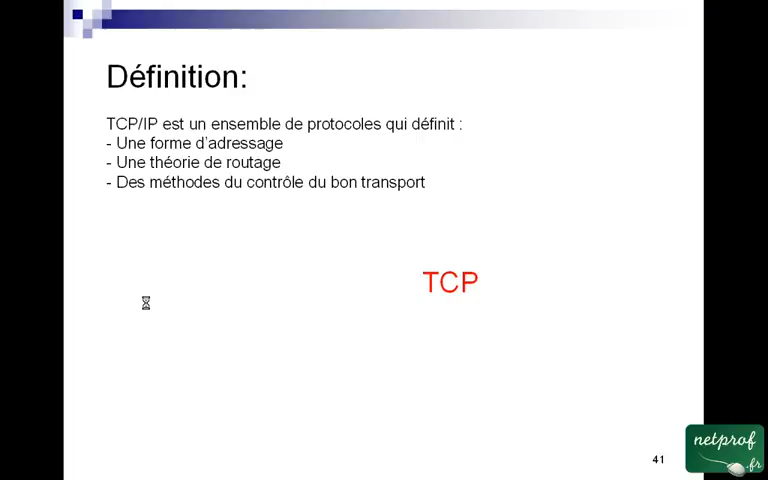 Définition:
TCP/IP est un ensemble de protocoles qui définit :
- Une forme d'adressage
- Une théorie de routage
- Des méthodes du contrôle du bon transport
TCP
41
netprof
.fr